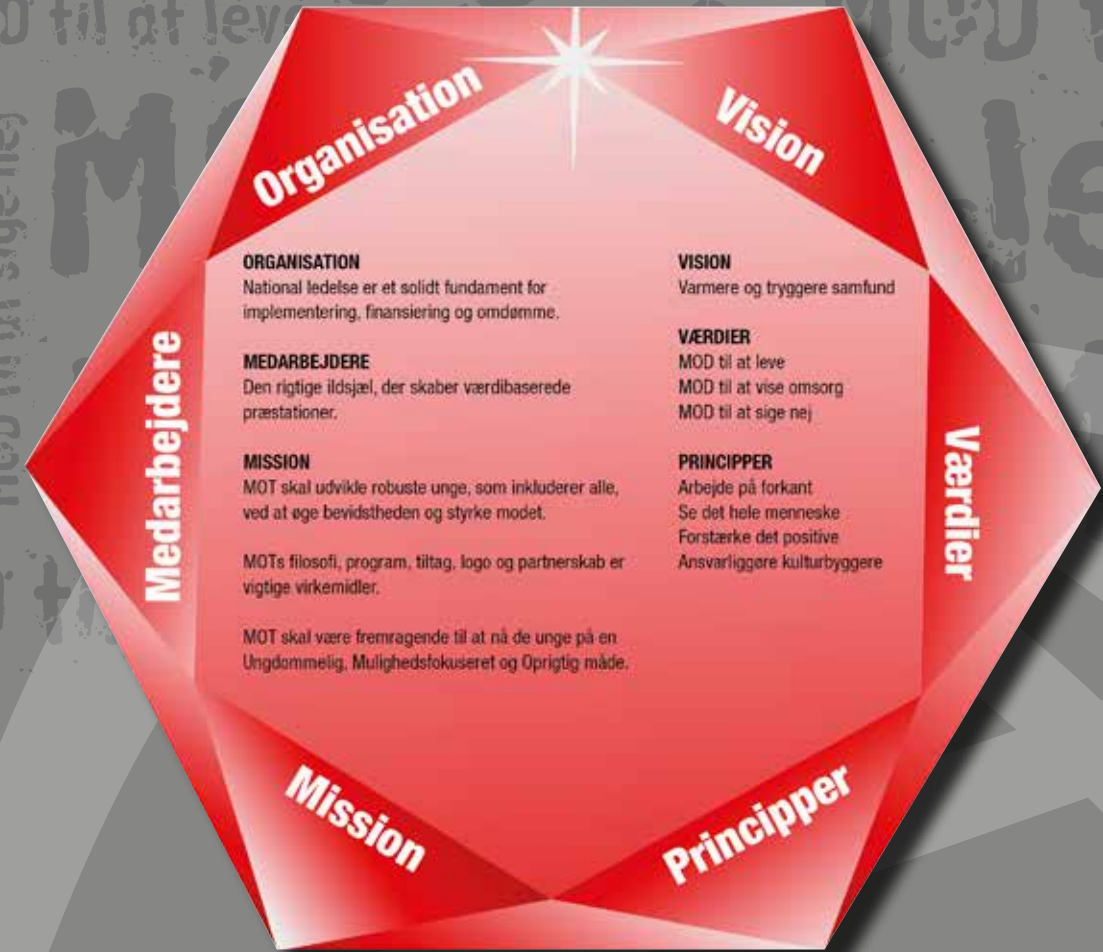 Organisation
Vision
Medarbejdere
Værdier
Mission
Principper
ORGANISATION
National ledelse er et solidt fundament for
implementering, finansiering og omdømme.
MEDARBEJDERE
Den rigtige ildsjæl, der skaber værdibaserede
præstationer.
MISSION
MOT skal udvikle robuste unge, som inkluderer alle,
ved at øge bevidstheden og styrke modet.
MOTs filosofi, program, tiltag, logo og partnerskab er
vigtige virkemidler.
MOT skal være fremragende til at nå de unge på en
Ungdommelig, Mulighedsfokuseret og Oprigtig måde.
VISION
Varmere og tryggere samfund
VÆRDIER
MOD til at leve
MOD til at vise omsorg
MOD til at sige nej
PRINCIPPER
Arbejde på forkant
Se det hele menneske
Forstærke det positive
Ansvarliggøre kulturbyggere
til at leve